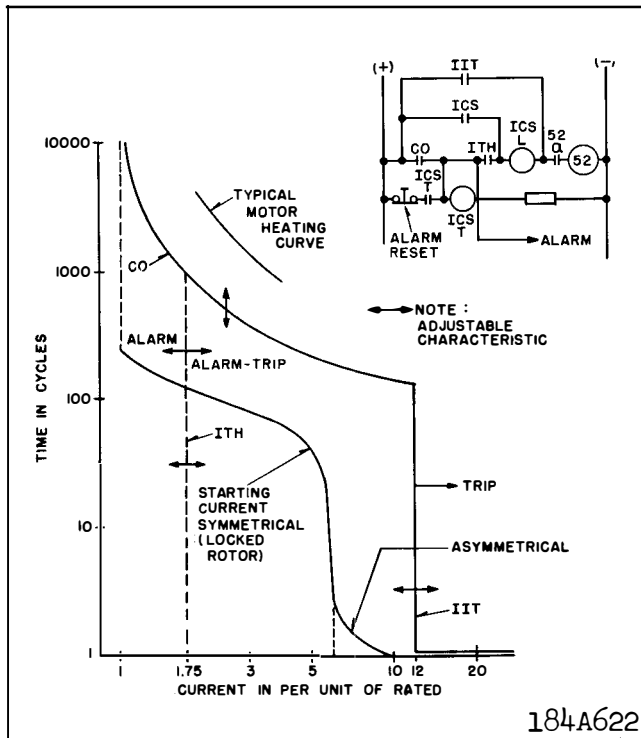 (+)
(-)
IIT
ICS
ICS
L
52
a
CO
ITH
52
ICS
T
ICS
T
ALARM
RESET
ALARM
10000
1000
100
10
1
TIME IN CYCLES
TYPICAL
MOTOR
HEATING
CURVE
CO
NOTE :
ADJUSTABLE
CHARACTERISTIC
ALARM
ALARM-TRIP
ITH
STARTING
CURRENT
SYMMETRICAL
(LOCKED
ROTOR)
TRIP
ASYMMETRICAL
IIT
1
1.75
3
5
10
12
20
CURRENT IN PER UNIT OF RATED
184A622